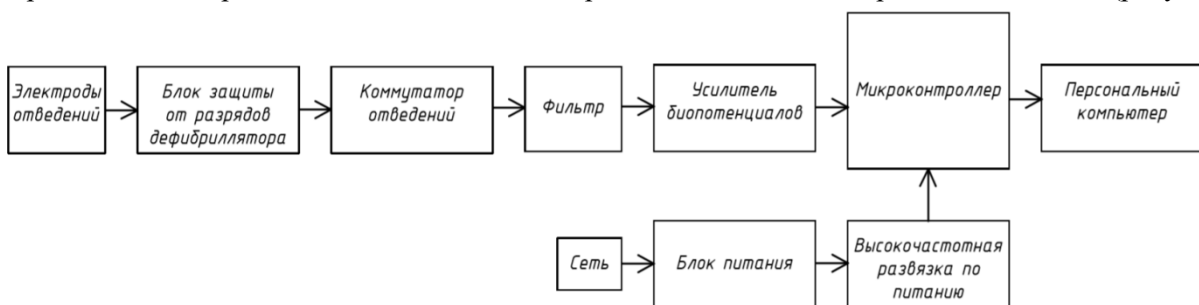 Электроды
отведений
Блок защиты
от разрядов
дефибриллятора
Коммутатор
отведений
Фильтр
Усилитель
биопотенциалов
Микроконтроллер
Персональный
компьютер
Сеть
Блок питания
Высокочастотная
развязка по
питанию